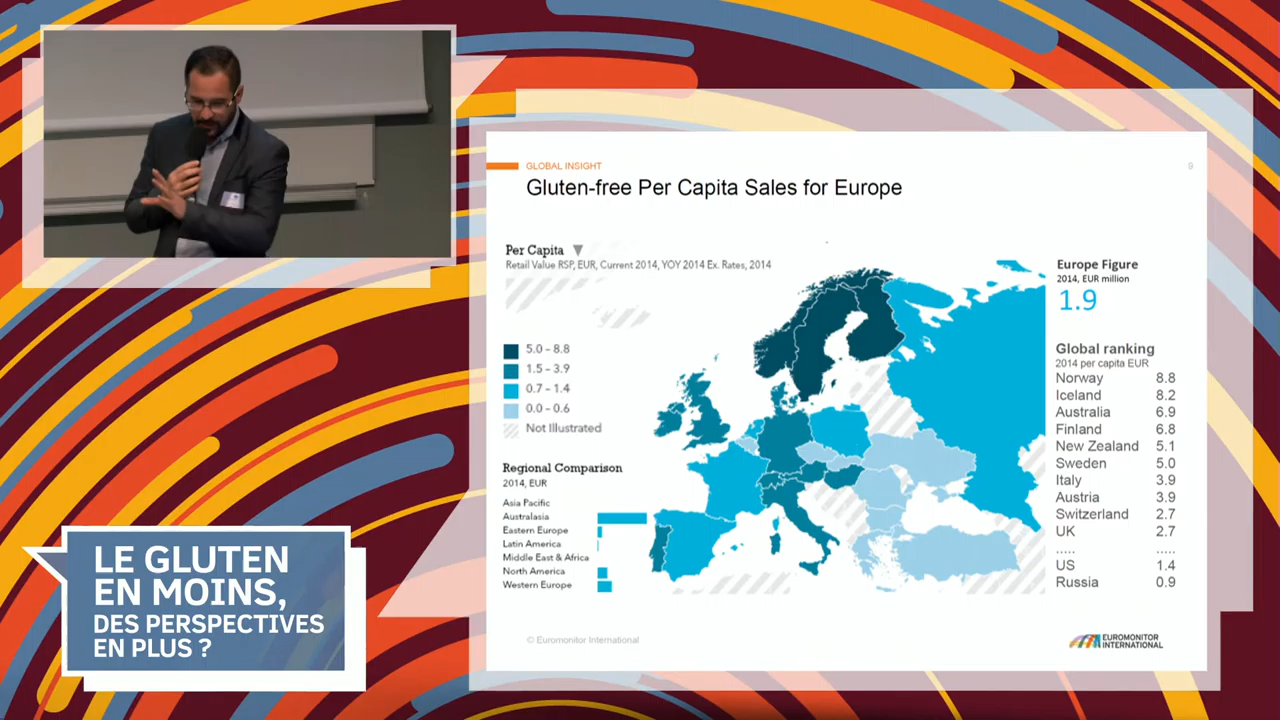 GLOBAL INSIGHT
9
Gluten-free Per Capita Sales for Europe
Per Capita
Retail Value RSP, EUR, Current 2014, YOY 2014 Ex. Rates, 2014
5.0 – 8.8
1.5 – 3.9
0.7 – 1.4
0.0 – 0.6
Not Illustrated
Regional Comparison
2014, EUR
Asia Pacific
Australasia
Eastern Europe
Latin America
Middle East & Africa
North America
Western Europe
Europe Figure
2014, EUR million
1.9
Global ranking
2014 per capita EUR
Norway 8.8
Iceland 8.2
Australia 6.9
Finland 6.8
New Zealand 5.1
Sweden 5.0
Italy 3.9
Austria 3.9
Switzerland 2.7
UK 2.7
..... .....
US 1.4
Russia 0.9
© Euromonitor International
EUROMONITOR
INTERNATIONAL
LE GLUTEN
EN MOINS,
DES PERSPECTIVES
EN PLUS ?